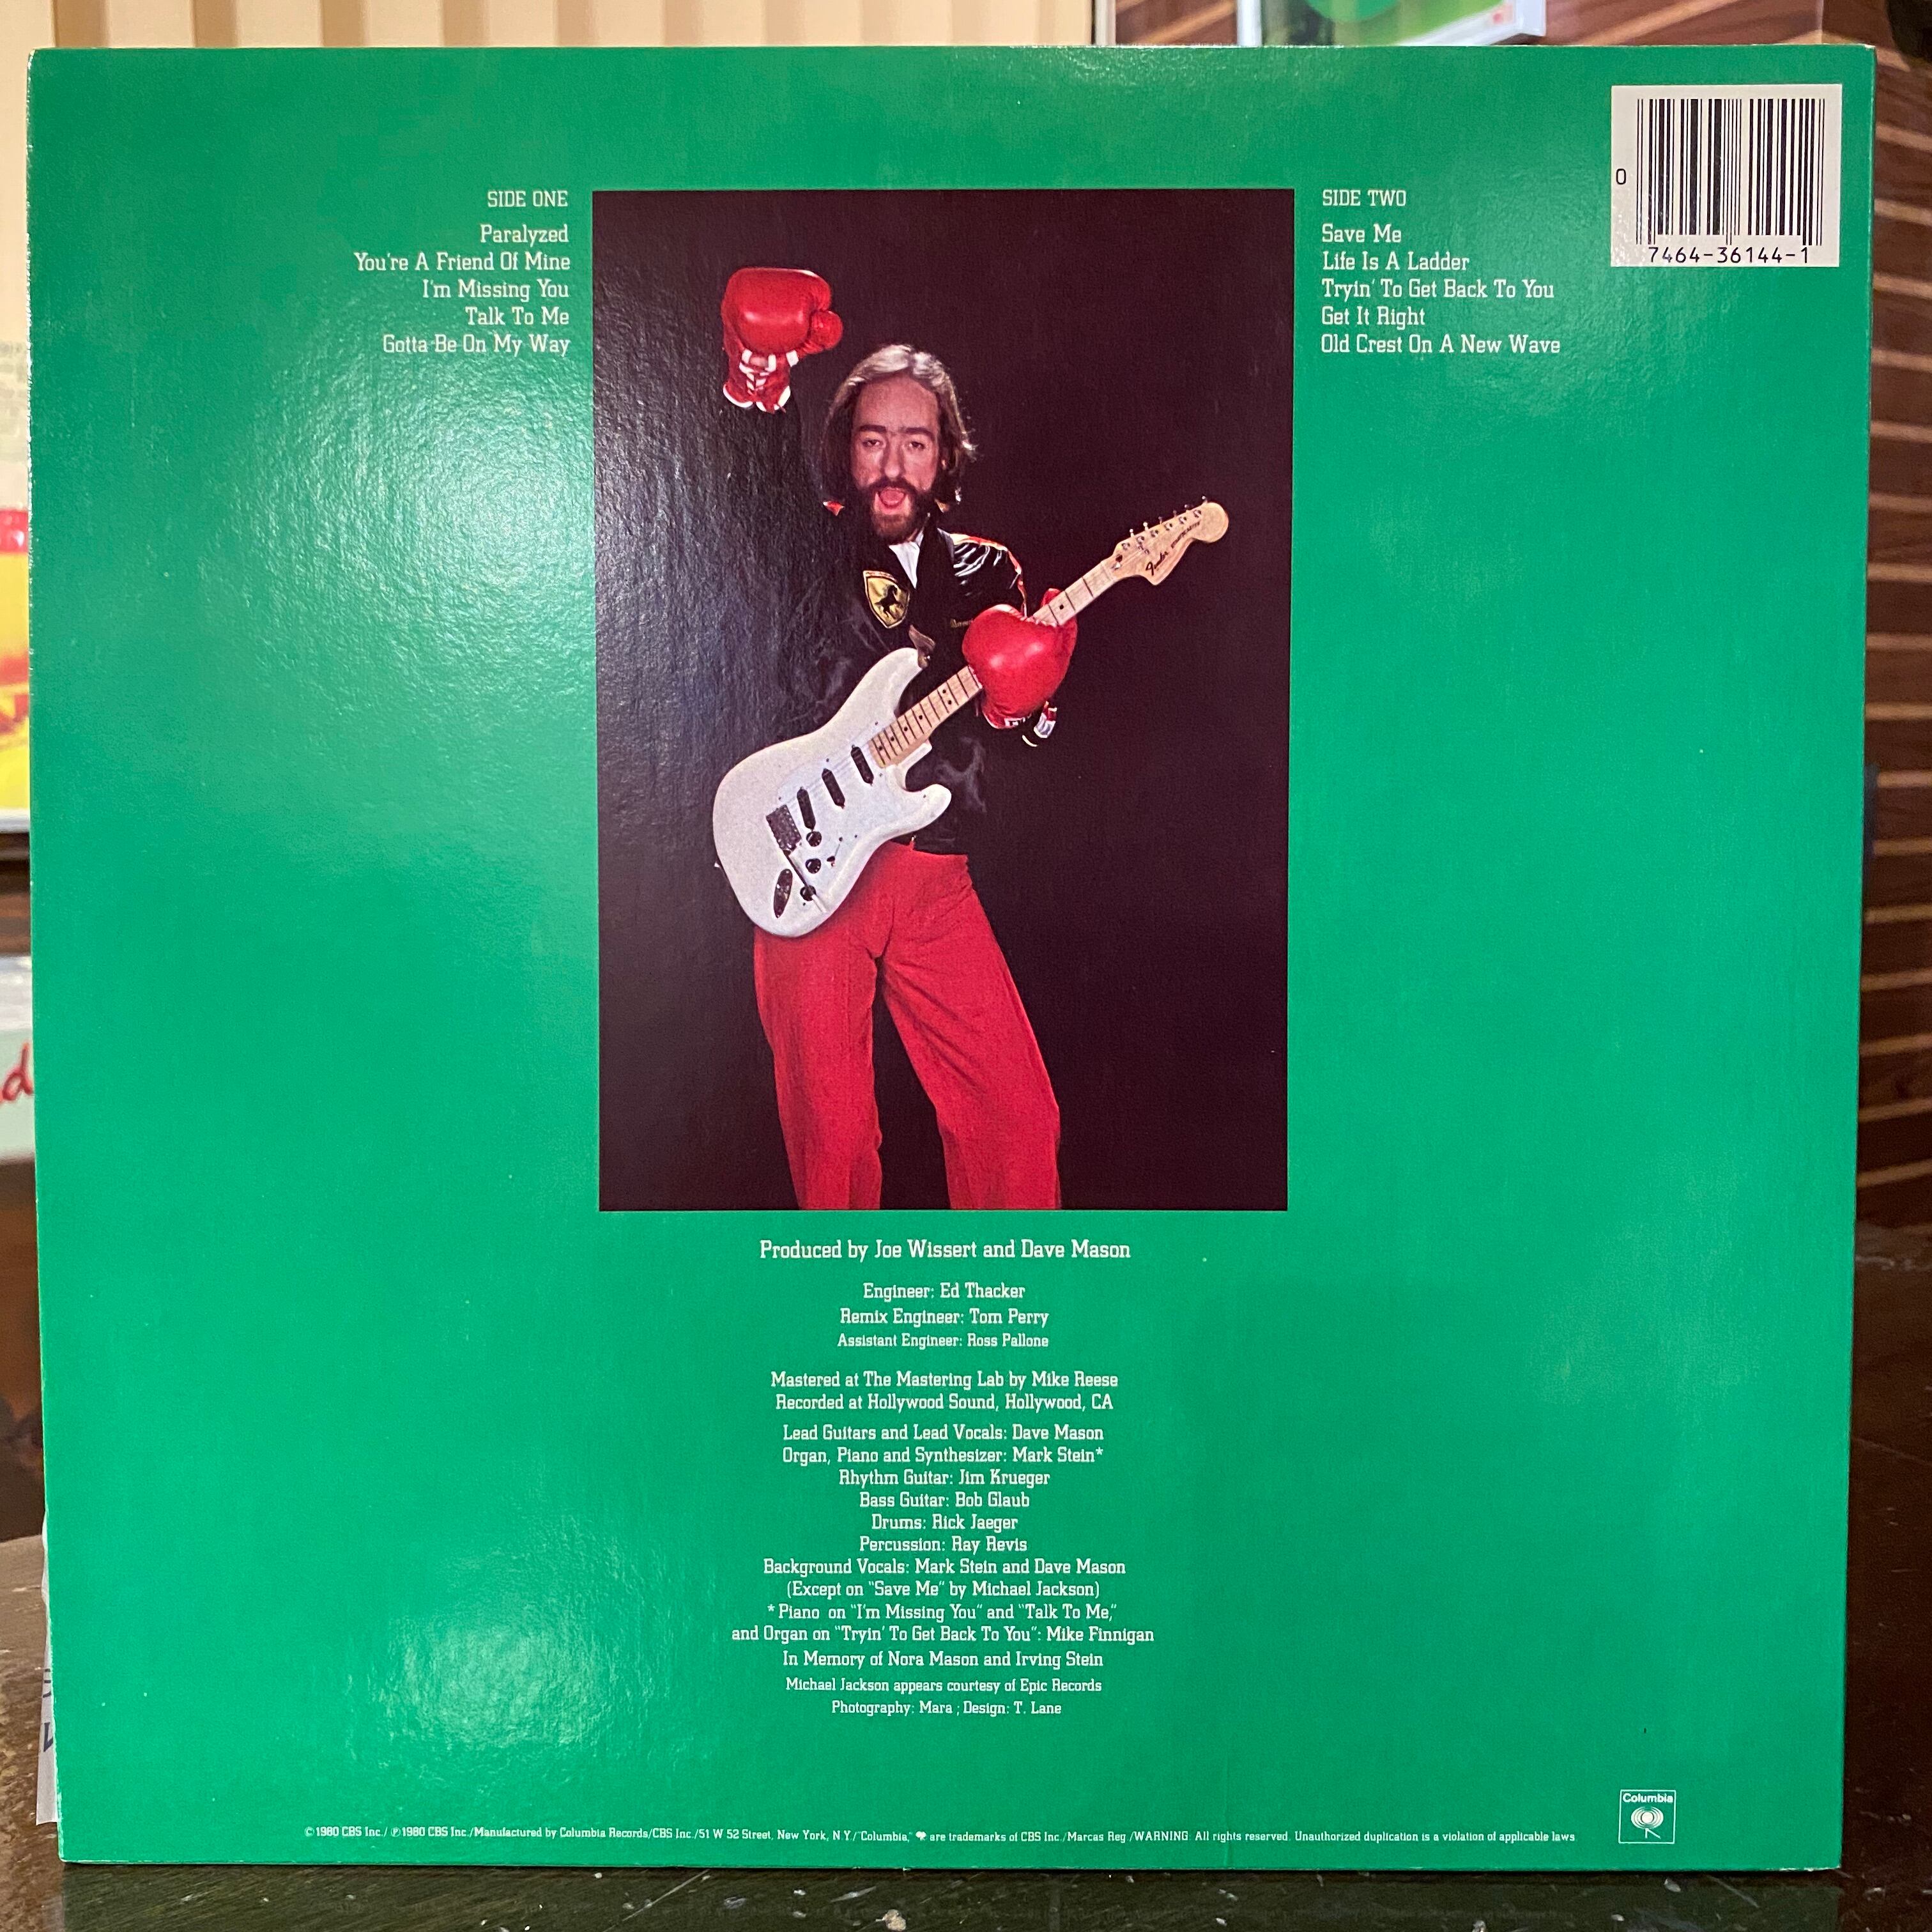 SIDE ONE
Paralyzed
You're A Friend Of Mine
I'm Missing You
Talk To Me
Gotta Be On My Way
SIDE TWO
Save Me
Life Is A Ladder
Tryin' To Get Back To You
Get It Right
Old Crest On A New Wave
0
7464-36144-1
Fender
Produced by Joe Wissert and Dave Mason
Engineer: Ed Thacker
Remix Engineer: Tom Perry
Assistant Engineer: Ross Pallone
Mastered at The Mastering Lab by Mike Reese
Recorded at Hollywood Sound, Hollywood, CA
Lead Guitars and Lead Vocals: Dave Mason
Organ, Piano and Synthesizer: Mark Stein*
Rhythm Guitar: Jim Krueger
Bass Guitar: Bob Glaub
Drums: Rick Jaeger
Percussion: Ray Revis
Background Vocals: Mark Stein and Dave Mason
(Except on "Save Me" by Michael Jackson)
* Piano on "I'm Missing You" and "Talk To Me,"
and Organ on "Tryin' To Get Back To You": Mike Finnigan
In Memory of Nora Mason and Irving Stein
Michael Jackson appears courtesy of Epic Records
Photography: Mara ; Design: T. Lane
Columbia
© 1980 CBS Inc./ ℗ 1980 CBS Inc./Manufactured by Columbia Records/CBS Inc./51 W 52 Street, New York, N.Y./"Columbia," are trademarks of CBS Inc./Marcas Reg./WARNING: All rights reserved. Unauthorized duplication is a violation of applicable laws.